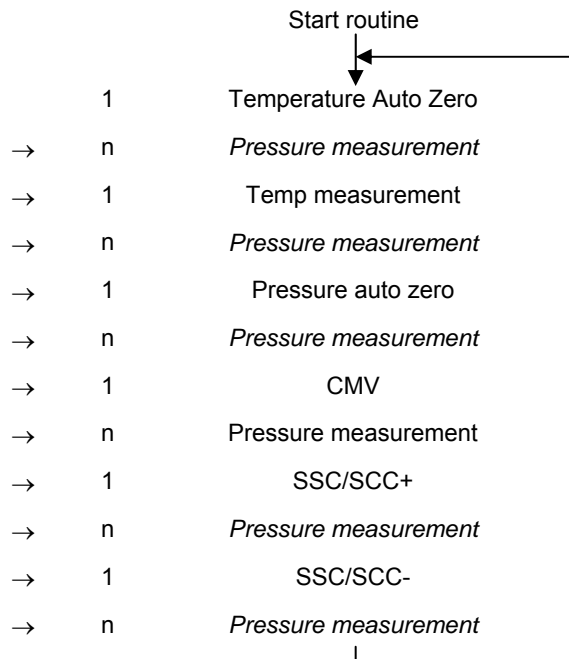 Start routine
1 Temperature Auto Zero
→ n Pressure measurement
→ 1 Temp measurement
→ n Pressure measurement
→ 1 Pressure auto zero
→ n Pressure measurement
→ 1 CMV
→ n Pressure measurement
→ 1 SSC/SCC+
→ n Pressure measurement
→ 1 SSC/SCC-
→ n Pressure measurement